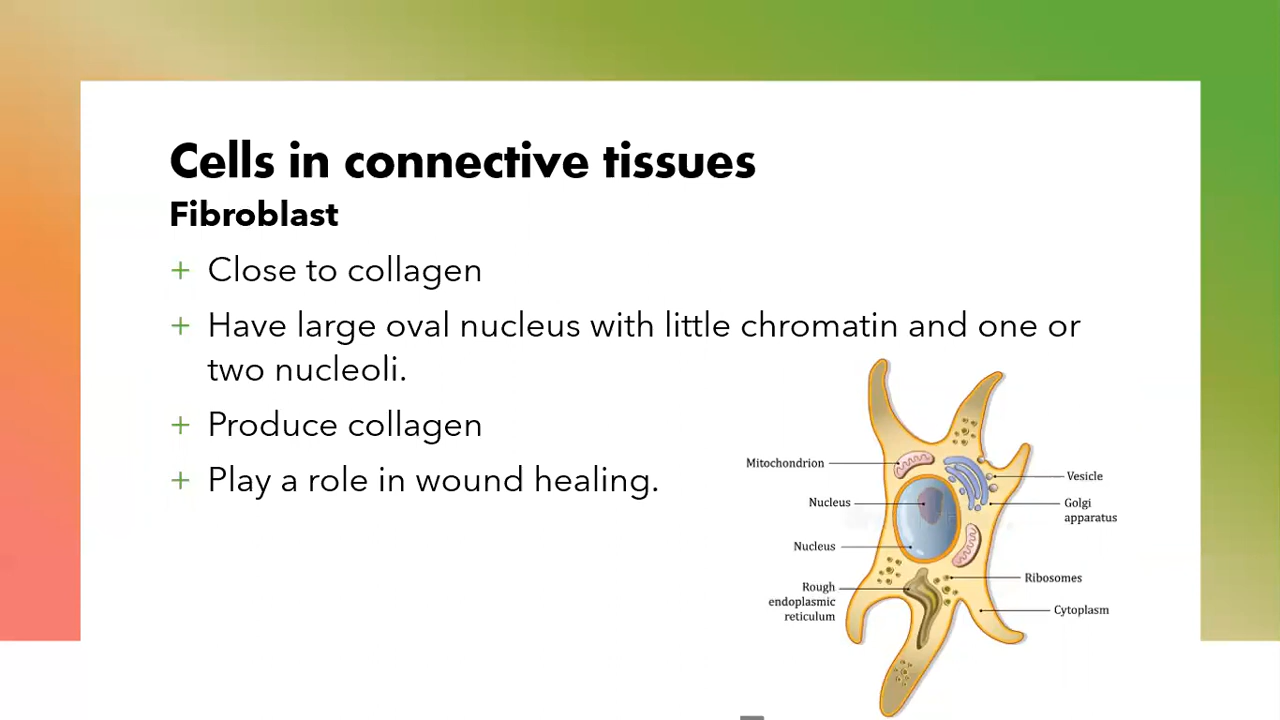 Cells in connective tissues
Fibroblast
+ Close to collagen
+ Have large oval nucleus with little chromatin and one or
two nucleoli.
+ Produce collagen
+ Play a role in wound healing.
Mitochondrion
Nucleus
Nucleus
Rough
endoplasmic
reticulum
Vesicle
Golgi
apparatus
Ribosomes
Cytoplasm